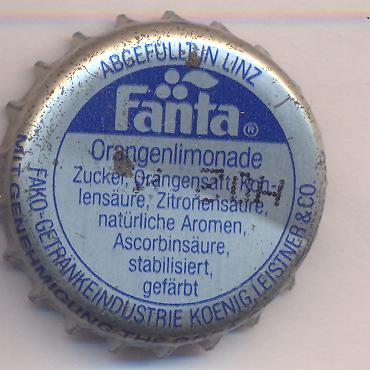 ABGEFÜLLT IN LINZ
Fanta ®
Orangenlimonade
Zucker, Orangensaft, Koh-
lensäure, Zitronensäure,
natürliche Aromen,
Ascorbinsäure,
stabilisiert,
gefärbt
FAKO-GETRÄNKEINDUSTRIE KOENIG, LEISTNER & CO.
MIT GENEHMIGUNG THE